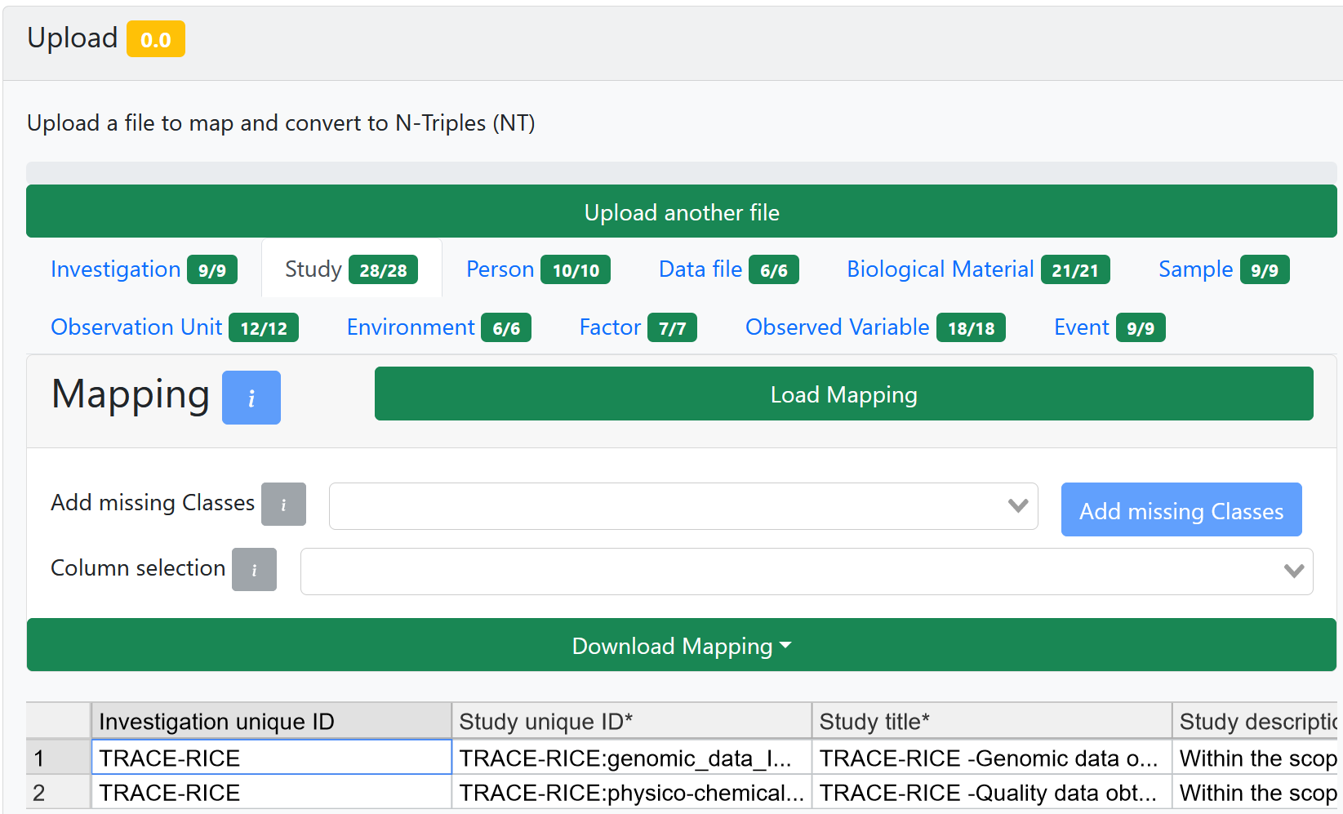 Upload 0.0
Upload a file to map and convert to N-Triples (NT)
Upload another file
Investigation 9/9 Study 28/28 Person 10/10 Data file 6/6 Biological Material 21/21 Sample 9/9
Observation Unit 12/12 Environment 6/6 Factor 7/7 Observed Variable 18/18 Event 9/9
Mapping i Load Mapping
Add missing Classes i Add missing Classes
Column selection i
Download Mapping
Investigation unique ID Study unique ID* Study title* Study descriptio
1 TRACE-RICE TRACE-RICE:genomic_data_I... TRACE-RICE -Genomic data o... Within the scop
2 TRACE-RICE TRACE-RICE:physico-chemical... TRACE-RICE -Quality data obt... Within the scop